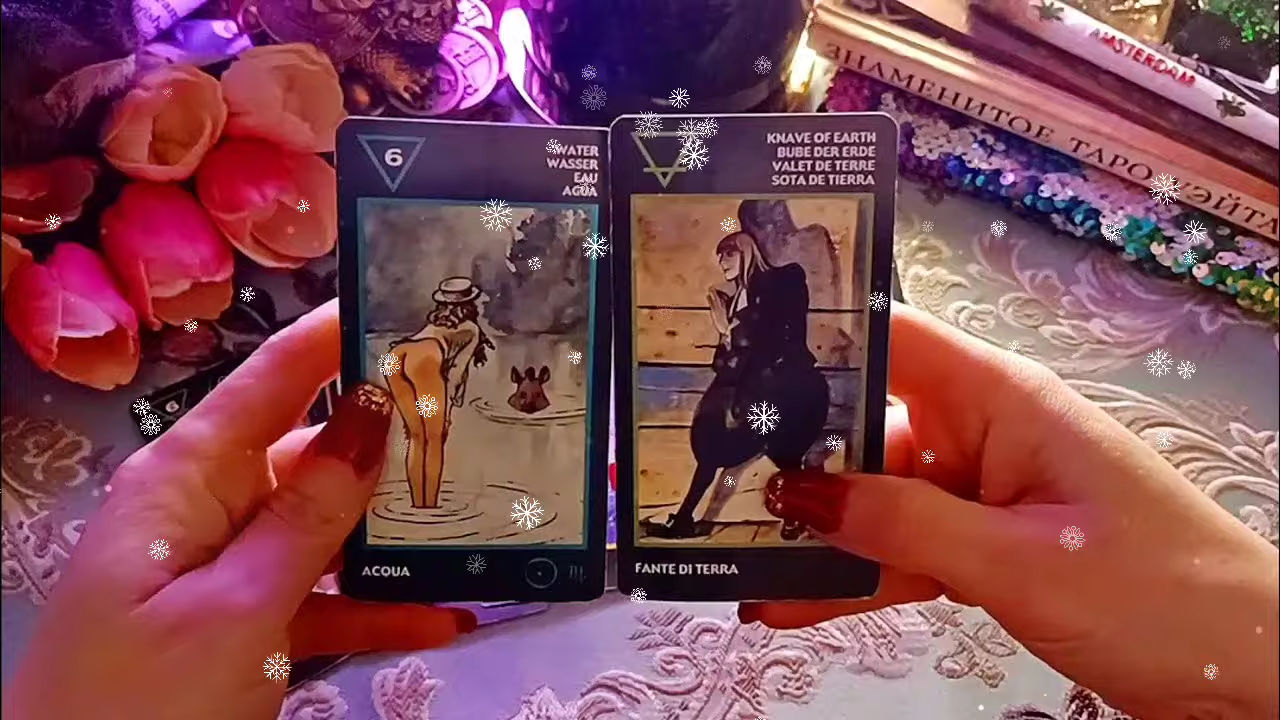 6
WATER
WASSER
EAU
AGUA
ACQUA
KNAVE OF EARTH
BUBE DER ERDE
VALET DE TERRE
SOTA DE TIERRA
FANTE DI TERRA
AMSTERDAM
ЗНАМЕНИТОЕ ТАРО УЭЙТА
6